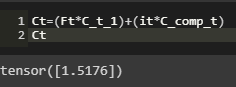 1 Ct=(Ft*C_t_1)+(it*C_comp_t)
2 Ct
tensor([1.5176])